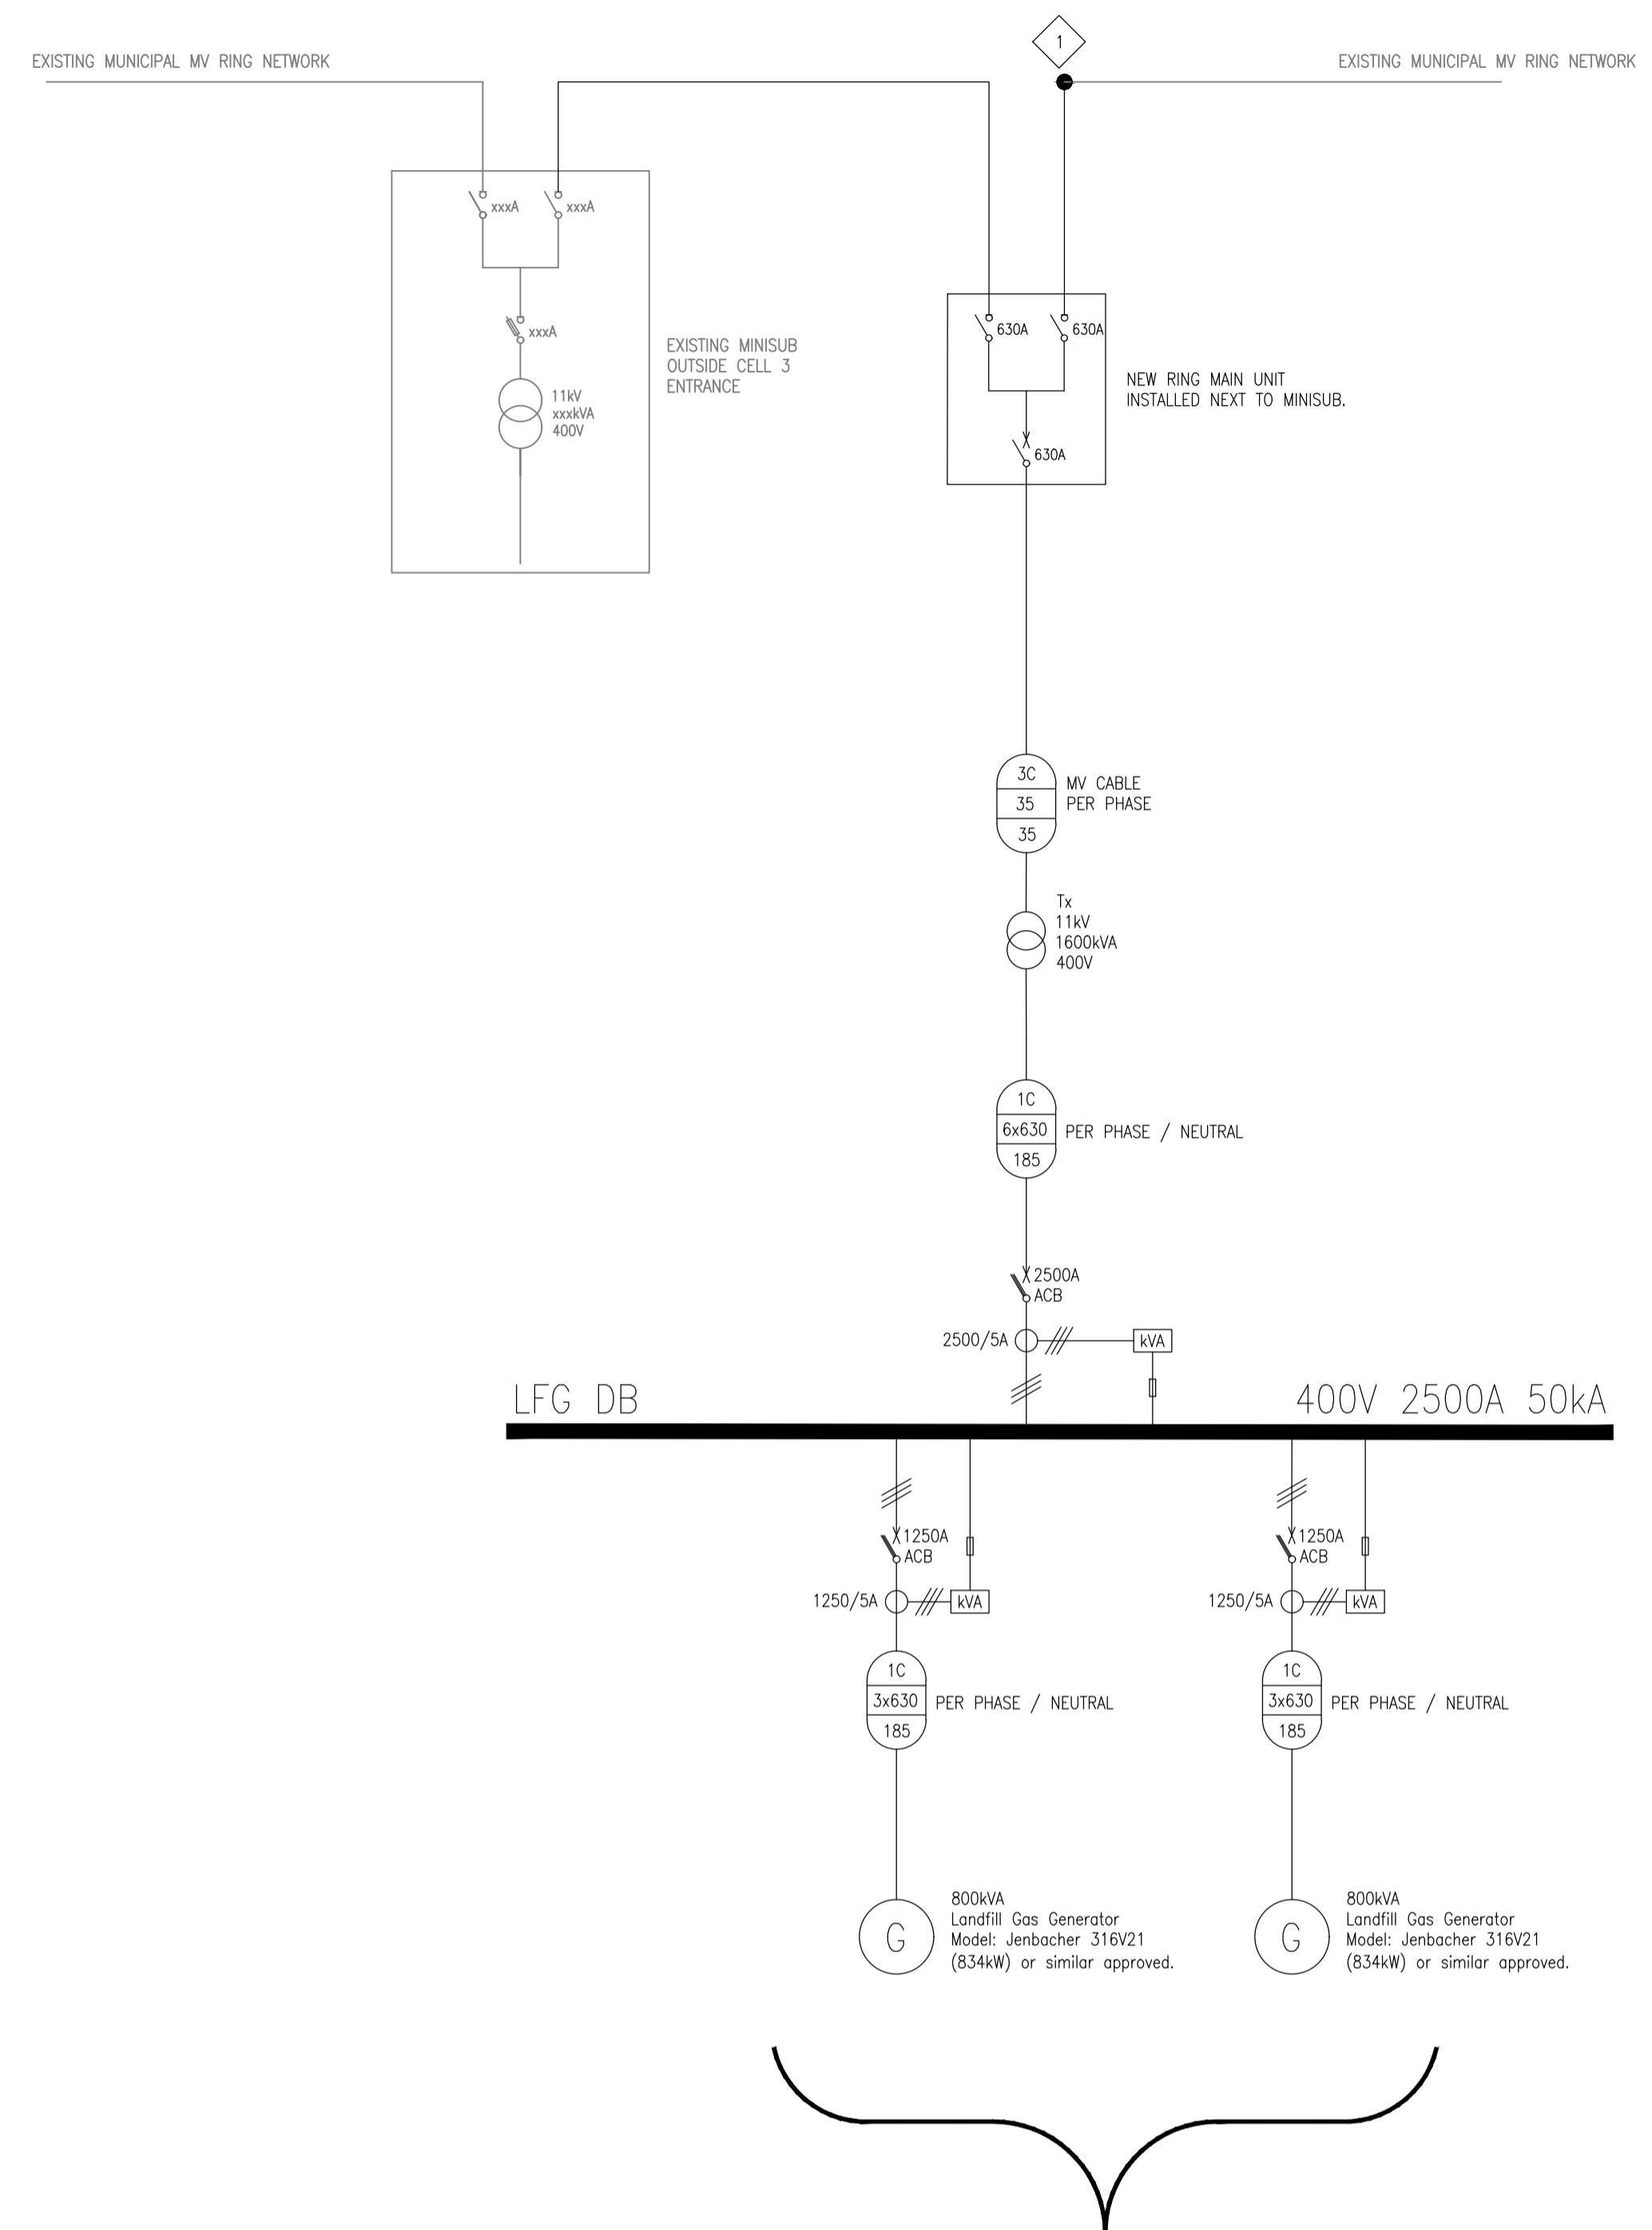 1
EXISTING MUNICIPAL MV RING NETWORK
EXISTING MUNICIPAL MV RING NETWORK
xxxA
xxxA
xxxA
EXISTING MINISUB
OUTSIDE CELL 3
ENTRANCE
11kV
xxxkVA
400V
630A
630A
NEW RING MAIN UNIT
INSTALLED NEXT TO MINISUB.
630A
3C
35
35
MV CABLE
PER PHASE
Tx
11kV
1600kVA
400V
1C
6x630
185
PER PHASE / NEUTRAL
2500A
ACB
2500/5A
kVA
LFG DB
400V 2500A 50kA
1250A
ACB
1250/5A
kVA
1C
3x630
185
PER PHASE / NEUTRAL
1250A
ACB
1250/5A
kVA
1C
3x630
185
PER PHASE / NEUTRAL
G
800kVA
Landfill Gas Generator
Model: Jenbacher 316V21
(834kW) or similar approved.
G
800kVA
Landfill Gas Generator
Model: Jenbacher 316V21
(834kW) or similar approved.